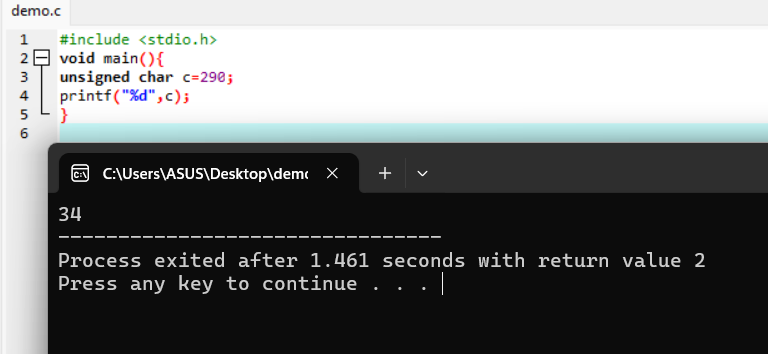 demo.c
1 #include <stdio.h>
2 void main(){
3 unsigned char c=290;
4 printf("%d",c);
5 }
6
C:\Users\ASUS\Desktop\demo
34
--------------------------------
Process exited after 1.461 seconds with return value 2
Press any key to continue . . .